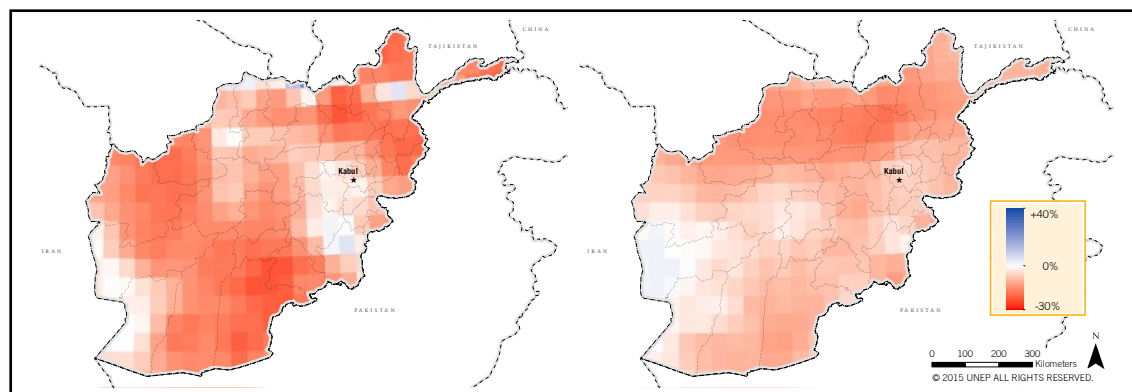 CHINA
TAJIKISTAN
Kabul
IRAN
PAKISTAN
CHINA
TAJIKISTAN
Kabul
IRAN
PAKISTAN
+40%
0%
-30%
N
0 100 200 300
Kilometers
© 2015 UNEP ALL RIGHTS RESERVED.